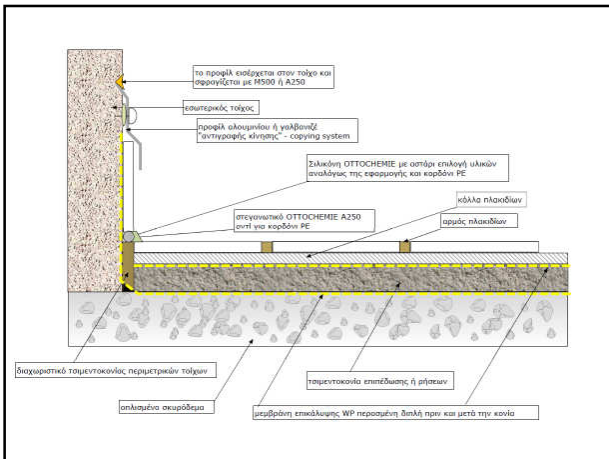 το προφίλ εισέρχεται στον τοίχο και
σφραγίζεται με M500 ή A250
εσωτερικός τοίχος
προφίλ αλουμινίου ή γαλβανιζέ
"αντιγραφής κίνησης" - copying system
Σιλικόνη OTTOCHEMIE με αστάρι επιλογή υλικών
αναλόγως της εφαρμογής και κορδόνι PE
κόλλα πλακιδίων
στεγανωτικό OTTOCHEMIE A250
αντί για κορδόνι PE
αρμός πλακιδίων
διαχωριστικό τσιμεντοκονίας περιμετρικών τοίχων
τσιμεντοκονία επιπέδωσης ή ρήσεων
οπλισμένο σκυρόδεμα
μεμβράνη επικάλυψης WP περασμένη διπλή πριν και μετά την κονία